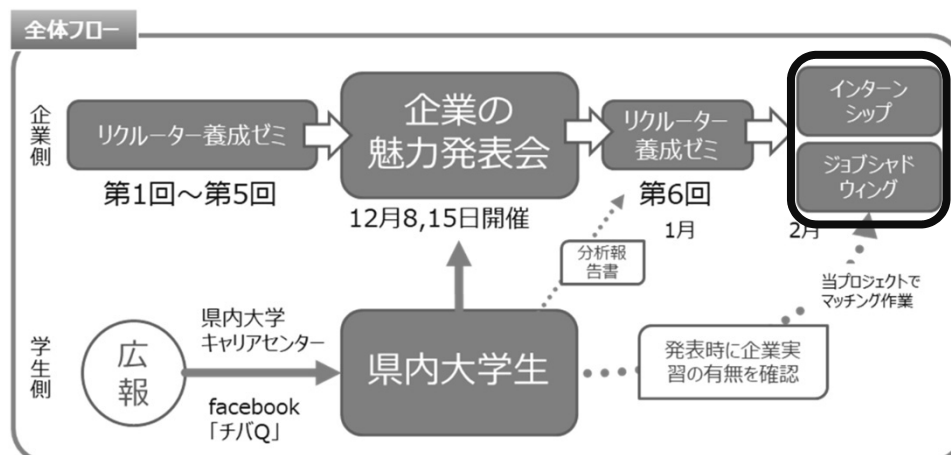 全体フロー
企業側
リクルーター養成ゼミ
第1回～第5回
企業の
魅力発表会
12月8,15日開催
リクルーター
養成ゼミ
第6回
1月
インターン
シップ
ジョブシャド
ウィング
2月
分析報
告書
当プロジェクトで
マッチング作業
学生側
広
報
県内大学
キャリアセンター
facebook
「チバQ」
県内大学生
発表時に企業実
習の有無を確認